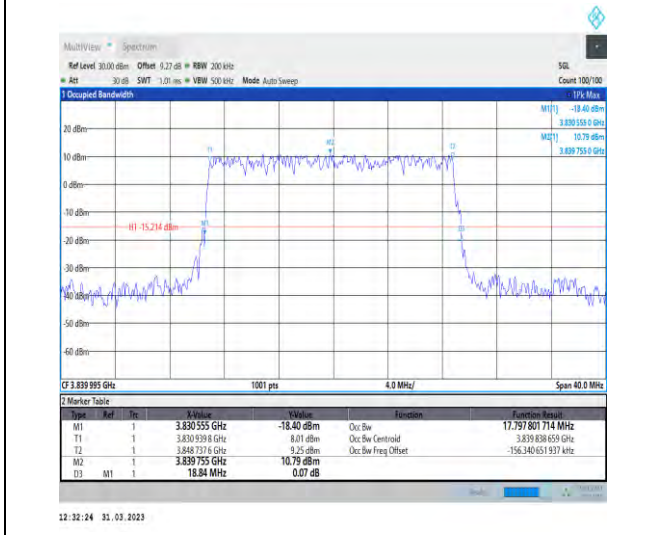 MultiView Spectrum
Ref Level 30.00 dBm Offset 9.27 dB RBW 200 kHz SGL
Att 30 dB SWT 1.01 ms VBW 500 kHz Mode Auto Sweep Count 100/100
1 Occupied Bandwidth 1Pk Max
M1[1] -18.40 dBm
3.830 555 0 GHz
M2[1] 10.79 dBm
3.839 755 0 GHz
20 dBm
M2
T1
T2
10 dBm
0 dBm
-10 dBm
H1 -15.214 dBm
M1
D3
-20 dBm
-30 dBm
-40 dBm
-50 dBm
-60 dBm
CF 3.839 995 GHz 1001 pts 4.0 MHz/ Span 40.0 MHz
2 Marker Table
Type Ref Trc X-Value Y-Value Function Function Result
M1 1 3.830 555 GHz -18.40 dBm Occ Bw 17.797 801 714 MHz
T1 1 3.830 939 8 GHz 8.01 dBm Occ Bw Centroid 3.839 838 659 GHz
T2 1 3.848 737 6 GHz 9.25 dBm Occ Bw Freq Offset -156.340 651 937 kHz
M2 1 3.839 755 GHz 10.79 dBm
D3 M1 1 18.84 MHz 0.07 dB
12:32:24 31.03.2023